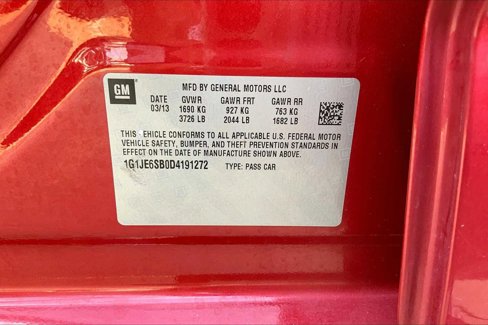 GM
MFD BY GENERAL MOTORS LLC
DATE GVWR GAWR FRT GAWR RR
03/13 1690 KG 927 KG 763 KG
3726 LB 2044 LB 1682 LB
THIS VEHICLE CONFORMS TO ALL APPLICABLE U.S. FEDERAL MOTOR
VEHICLE SAFETY, BUMPER, AND THEFT PREVENTION STANDARDS IN
EFFECT ON THE DATE OF MANUFACTURE SHOWN ABOVE.
1G1JE6SB0D4191272 TYPE: PASS CAR